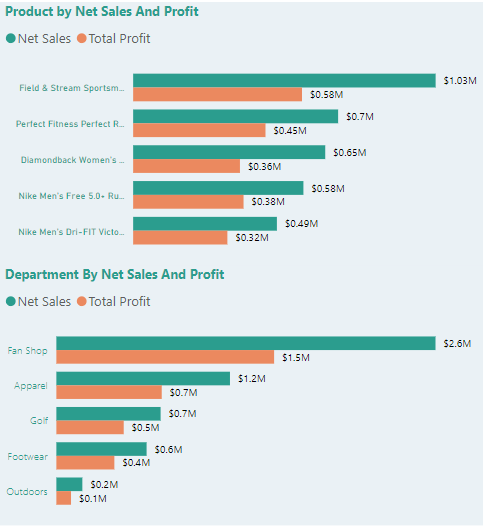 Product by Net Sales And Profit
Net Sales Total Profit
Field & Stream Sportsm...
$1.03M
$0.58M
Perfect Fitness Perfect R...
$0.7M
$0.45M
Diamondback Women's ...
$0.65M
$0.36M
Nike Men's Free 5.0+ Ru...
$0.58M
$0.38M
Nike Men's Dri-FIT Victo...
$0.49M
$0.32M
Department By Net Sales And Profit
Net Sales Total Profit
Fan Shop
$2.6M
$1.5M
Apparel
$1.2M
$0.7M
Golf
$0.7M
$0.5M
Footwear
$0.6M
$0.4M
Outdoors
$0.2M
$0.1M